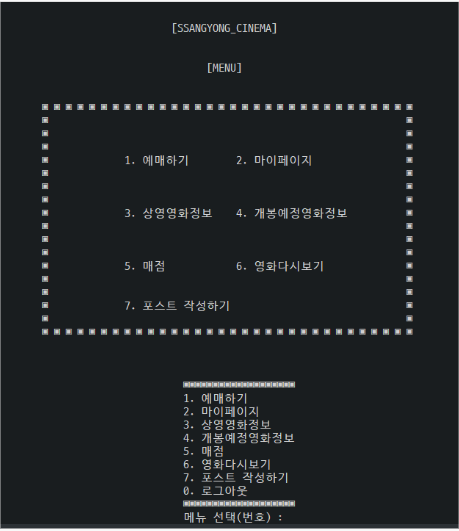 [SSANGYONG_CINEMA]
[MENU]
1. 예매하기 2. 마이페이지
3. 상영영화정보 4. 개봉예정영화정보
5. 매점 6. 영화다시보기
7. 포스트 작성하기
1. 예매하기
2. 마이페이지
3. 상영영화정보
4. 개봉예정영화정보
5. 매점
6. 영화다시보기
7. 포스트 작성하기
0. 로그아웃
메뉴 선택(번호) :